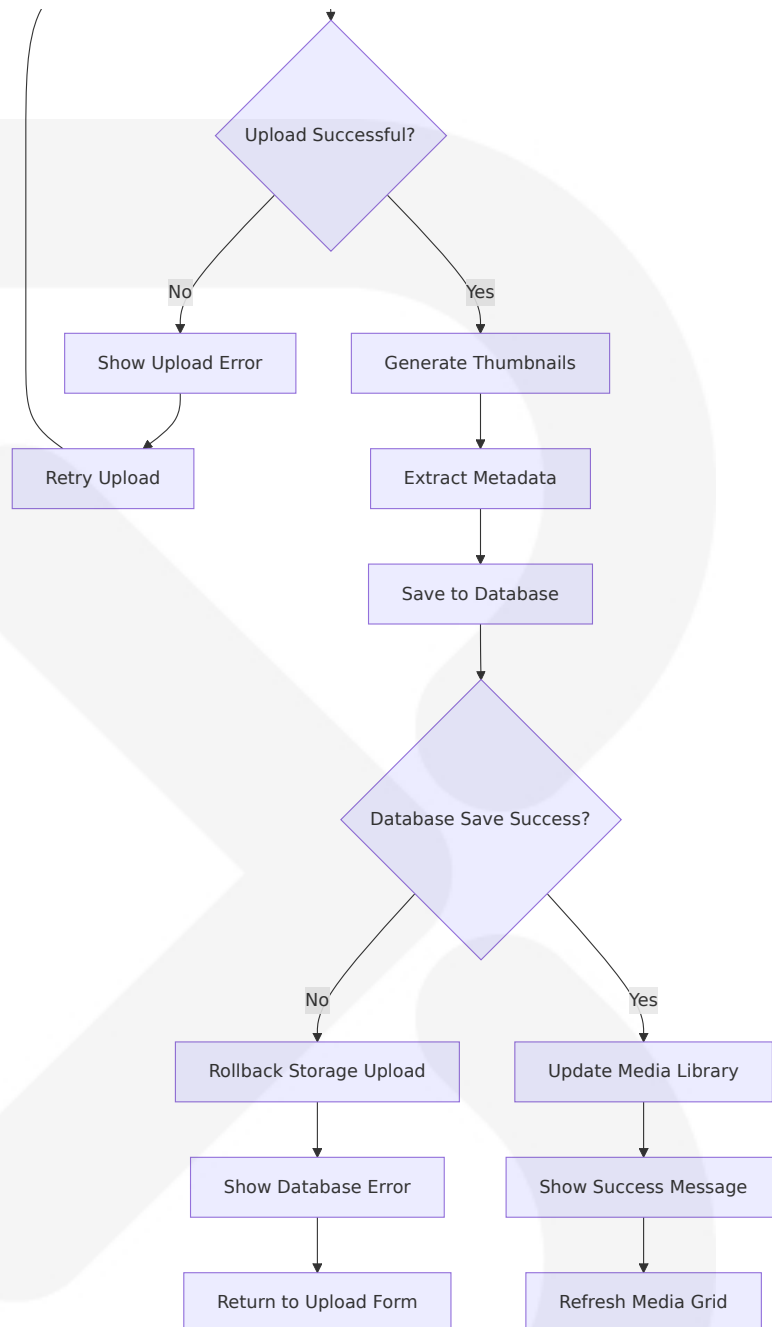 Upload Successful?
No
Yes
Show Upload Error
Generate Thumbnails
Retry Upload
Extract Metadata
Save to Database
Database Save Success?
No
Yes
Rollback Storage Upload
Update Media Library
Show Database Error
Show Success Message
Return to Upload Form
Refresh Media Grid